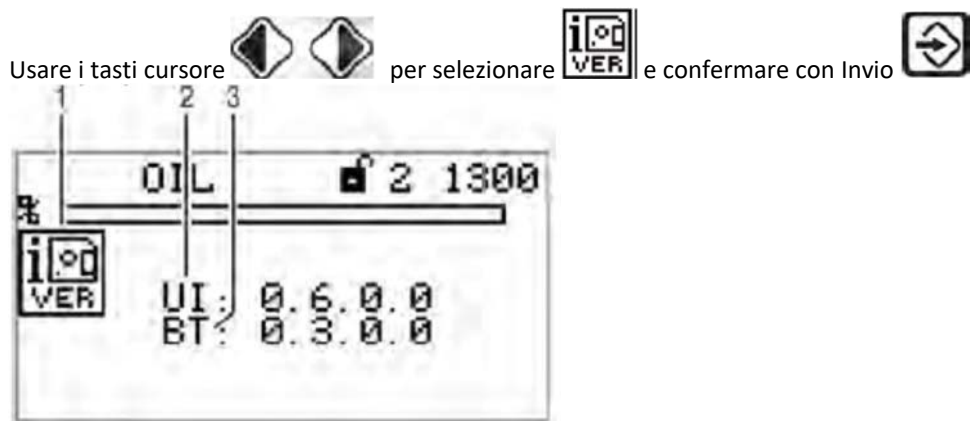 i
VER
Usare i tasti cursore per selezionare e confermare con Invio
1 2 3
OIL 2 1300
i
VER
UI: 0.6.0.0
BT: 0.3.0.0